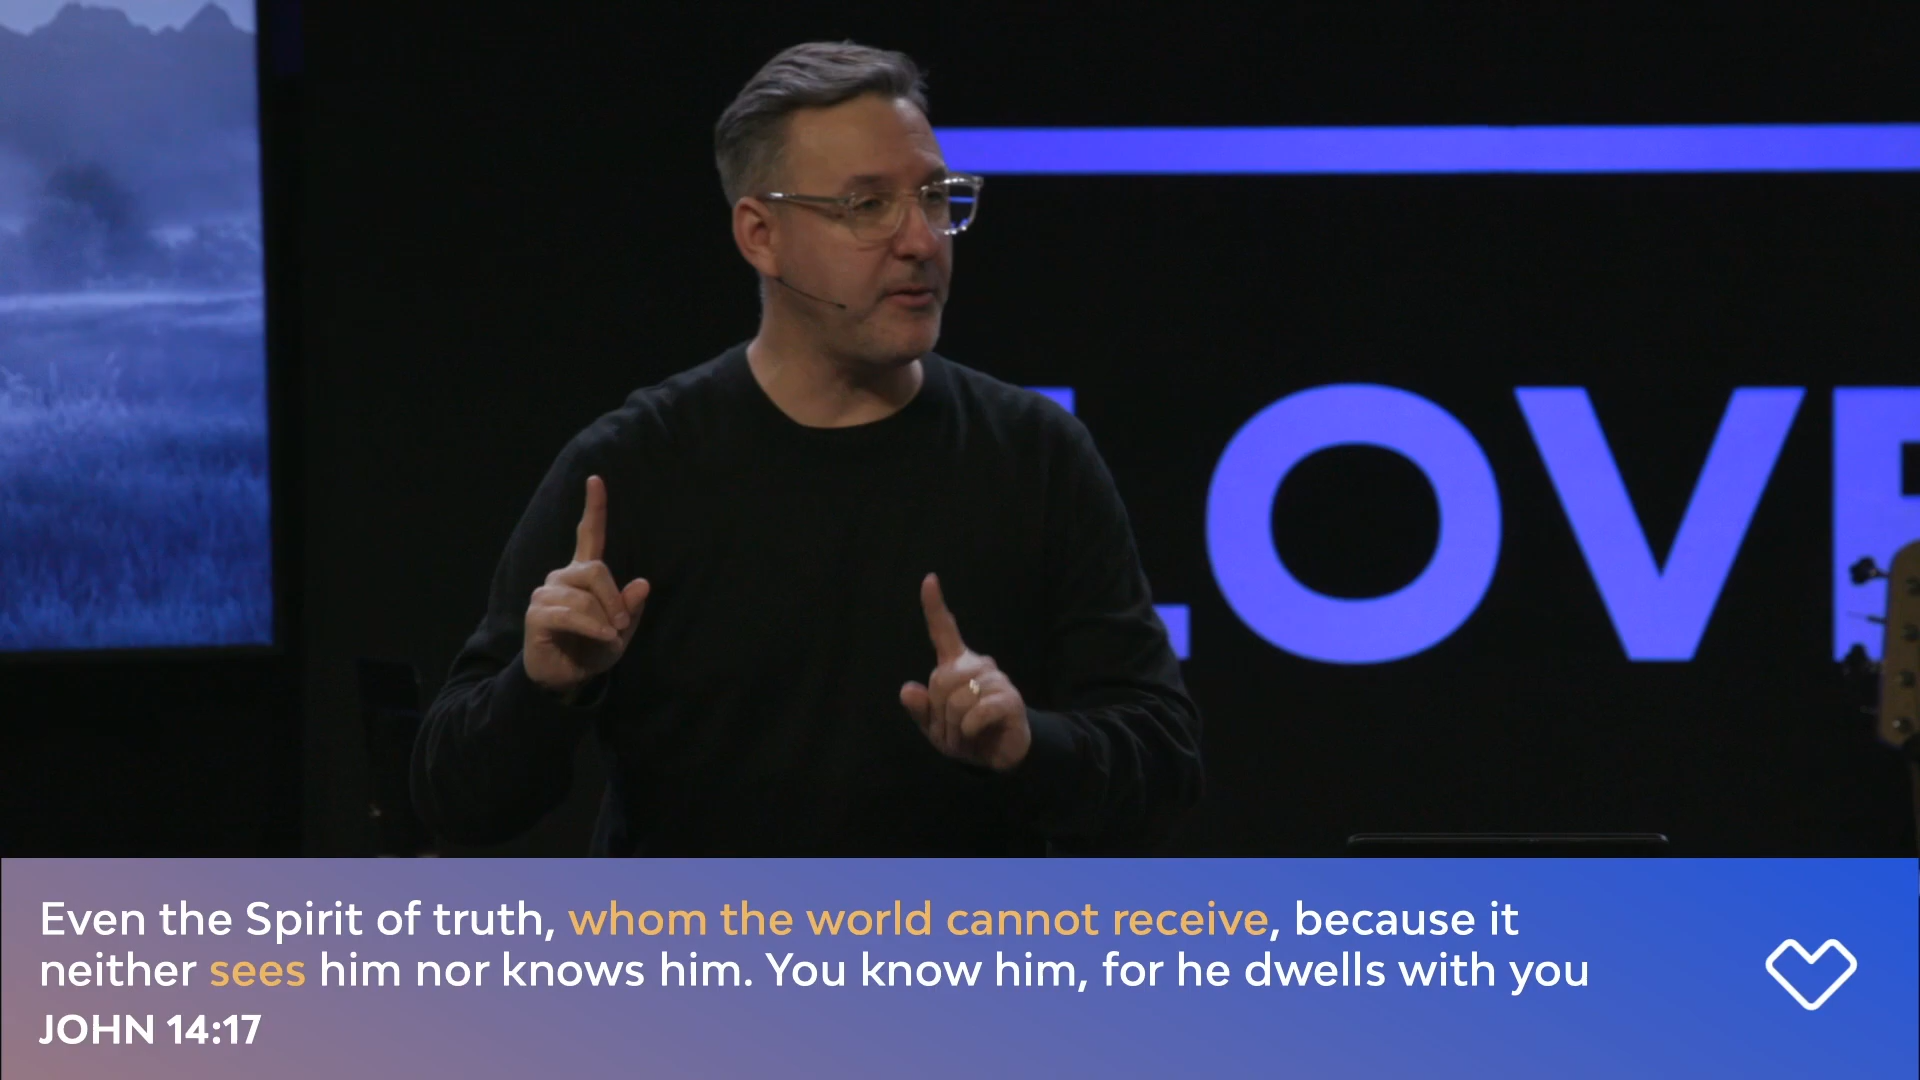 LOVE
Even the Spirit of truth, whom the world cannot receive, because it
neither sees him nor knows him. You know him, for he dwells with you
JOHN 14:17